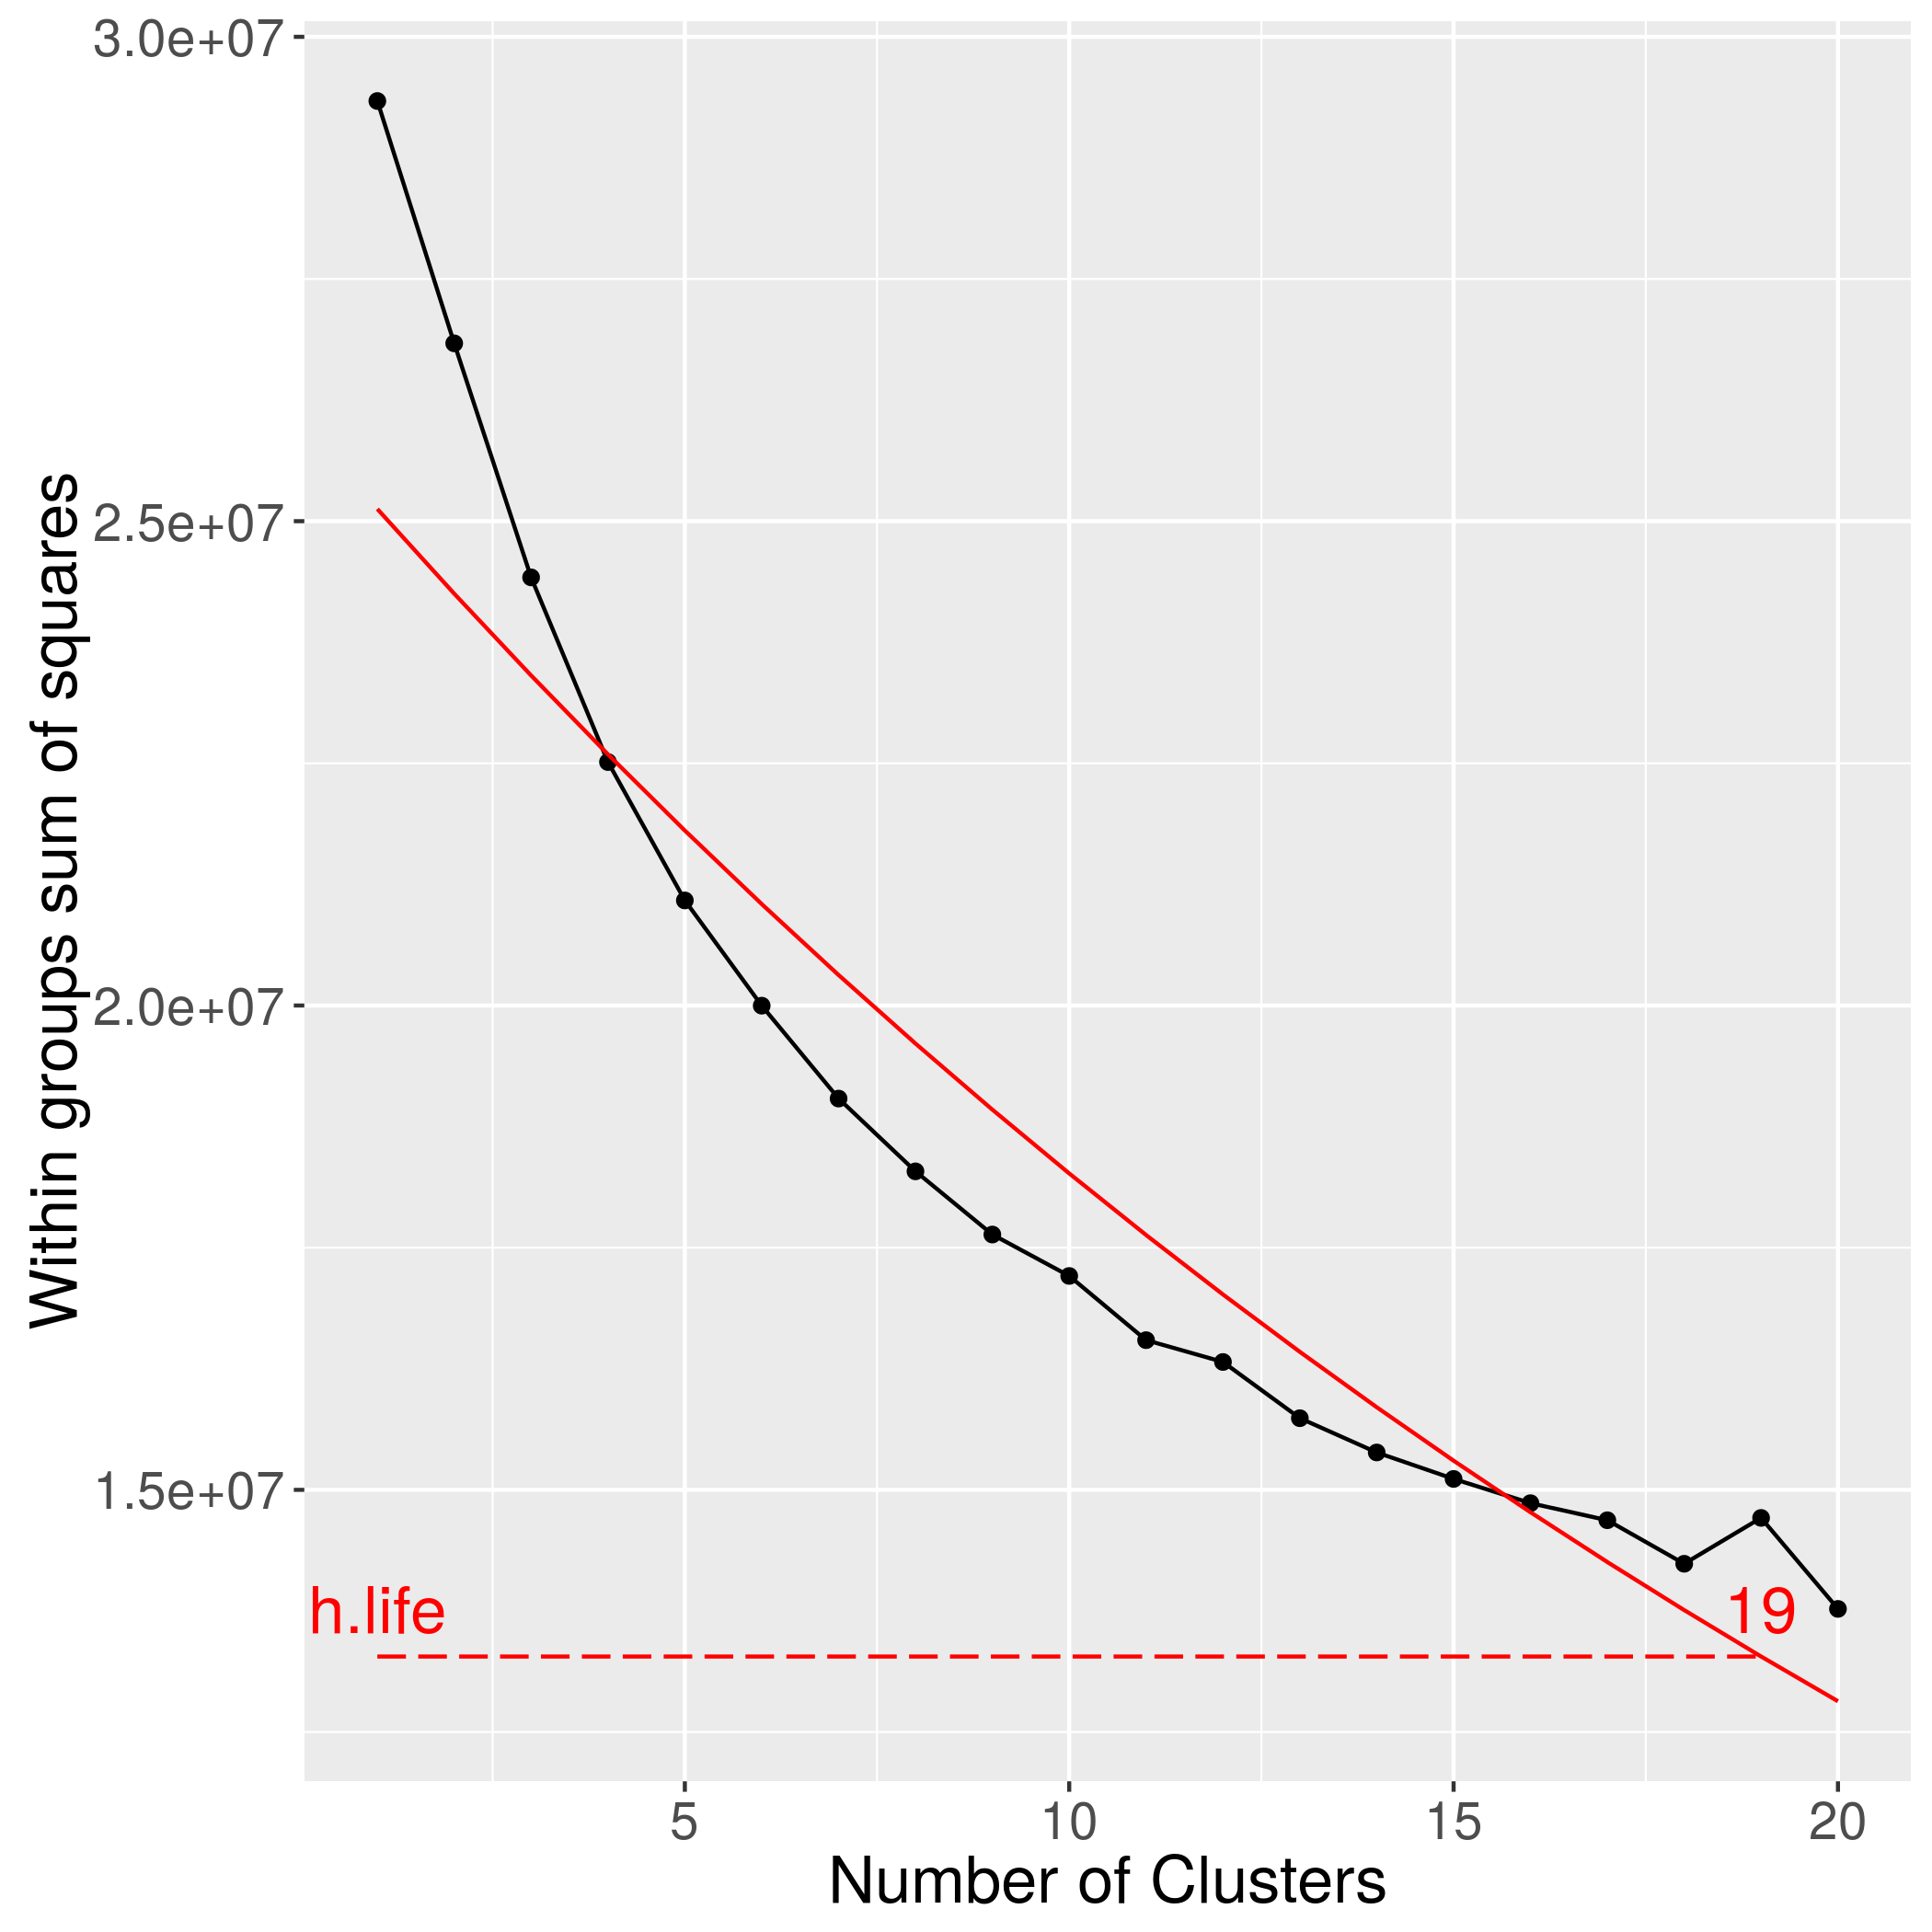 3.0e+07
2.5e+07
2.0e+07
1.5e+07
Within groups sum of squares
h.life
19
5
10
15
20
Number of Clusters